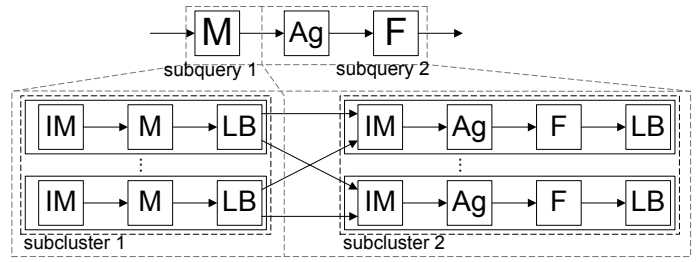 M Ag F
subquery 1 subquery 2
IM M LB IM Ag F LB
... ...
IM M LB IM Ag F LB
subcluster 1 subcluster 2